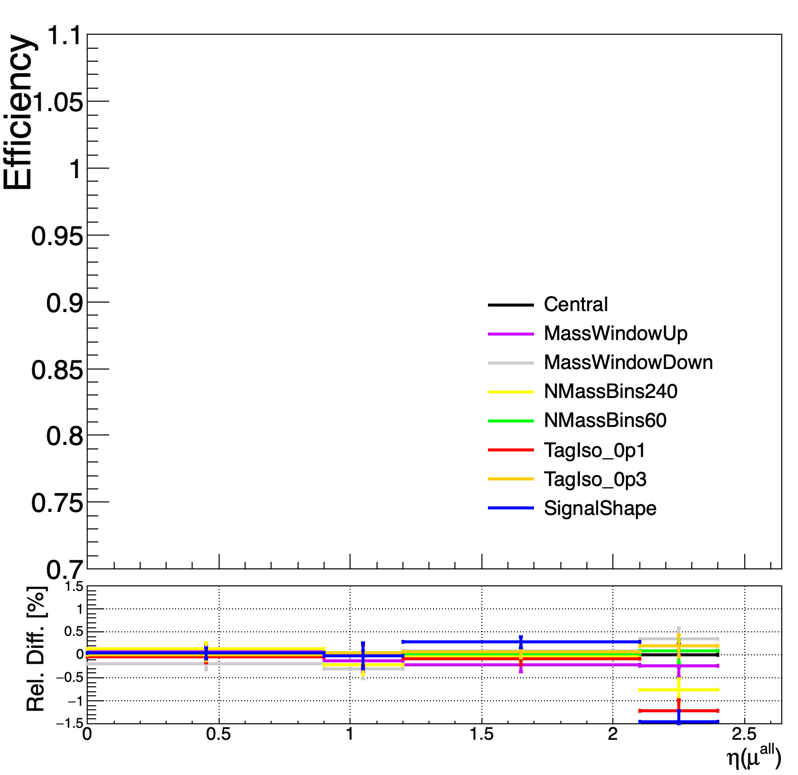 Efficiency
1.1
1.05
1
0.95
0.9
0.85
0.8
0.75
0.7
Central
MassWindowUp
MassWindowDown
NMassBins240
NMassBins60
TagIso_0p1
TagIso_0p3
SignalShape
Rel. Diff. [%]
1.5
1
0.5
0
−0.5
−1
−1.5
0 0.5 1 1.5 2 2.5
η(μ^all)